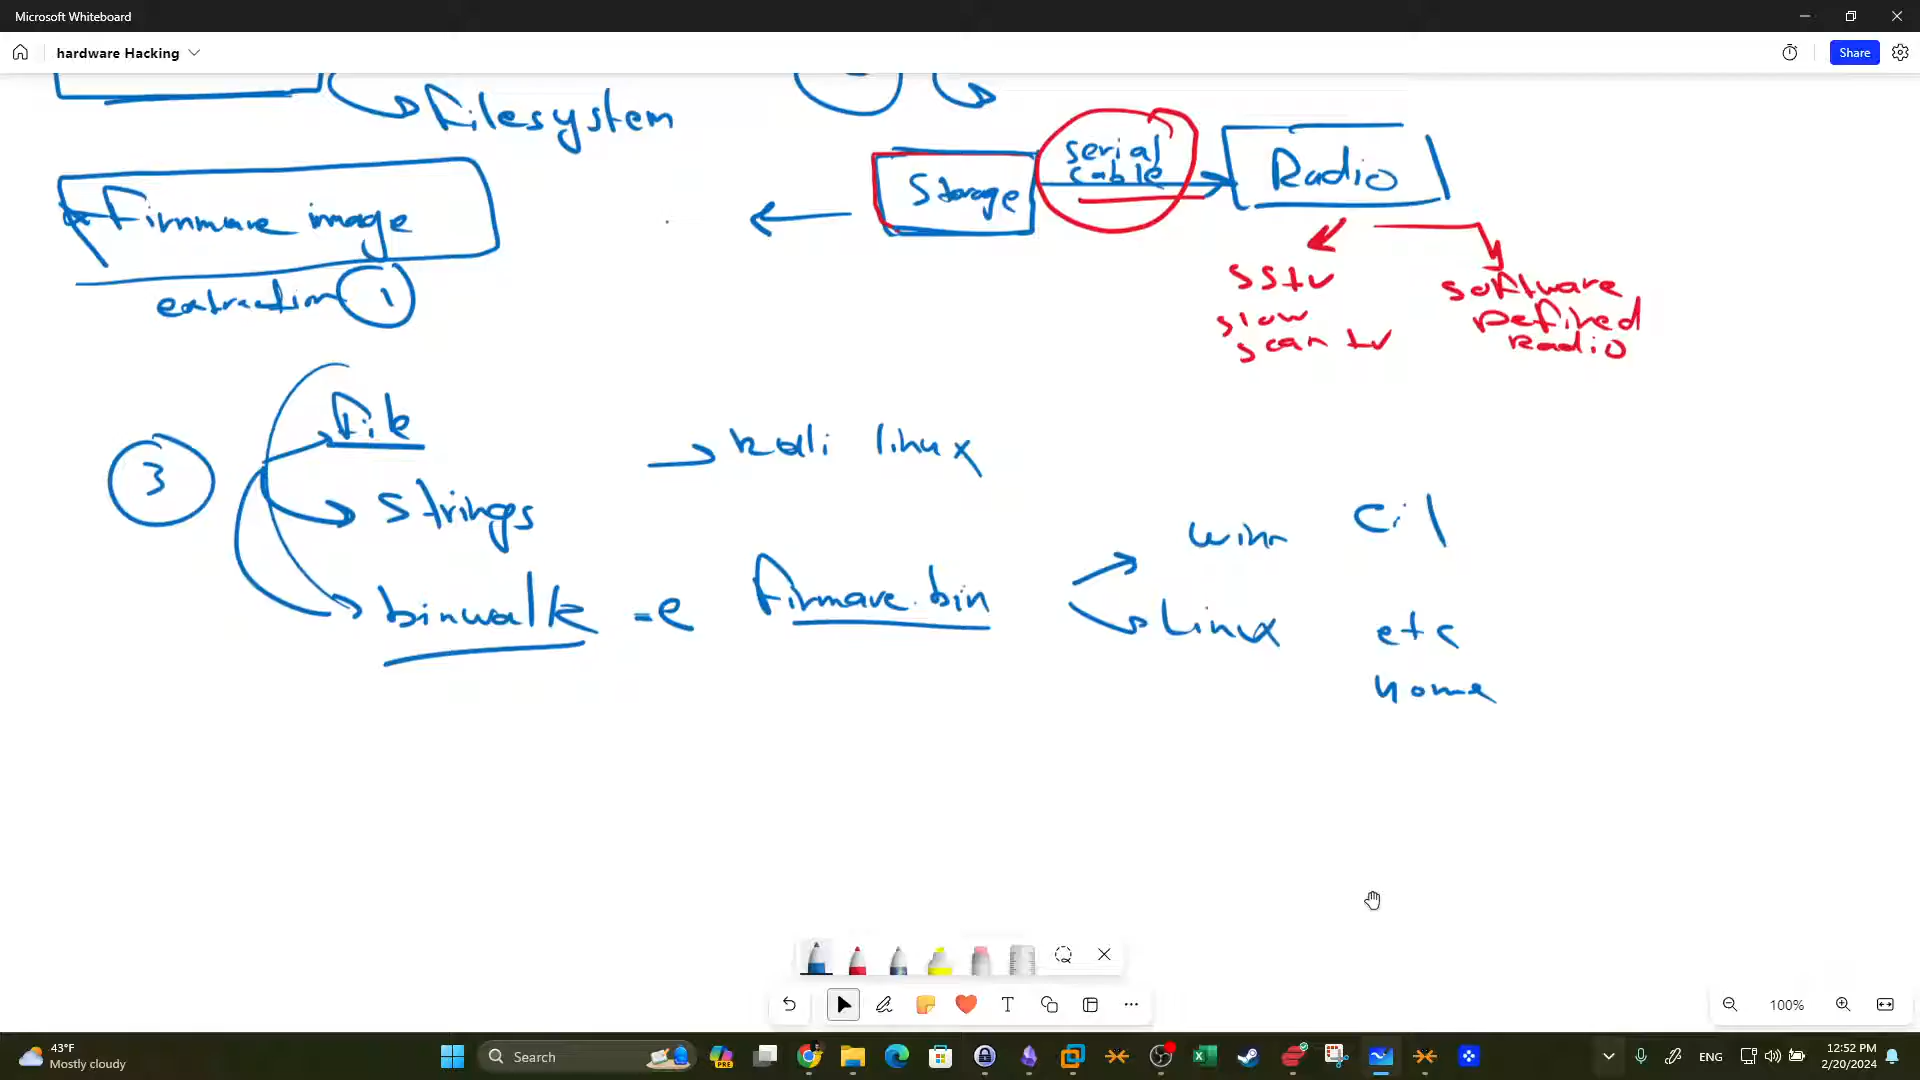 Microsoft Whiteboard
hardware Hacking
Share
Filesystem
Storage
serial
cable
Radio
Firmware image
extraction 1
sstv
slow
scan tv
software
Defined
Radio
3
File
Strings
kali linux
binwalk -e firmware.bin
Linux
etc
home
100%
43°F
Mostly cloudy
Search
PRE
ENG
12:52 PM
2/20/2024